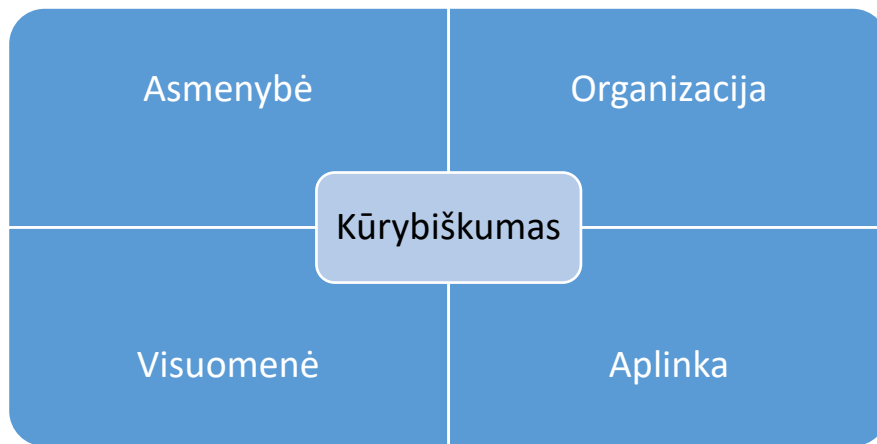 Asmenybė
Organizacija
Kūrybiškumas
Visuomenė
Aplinka